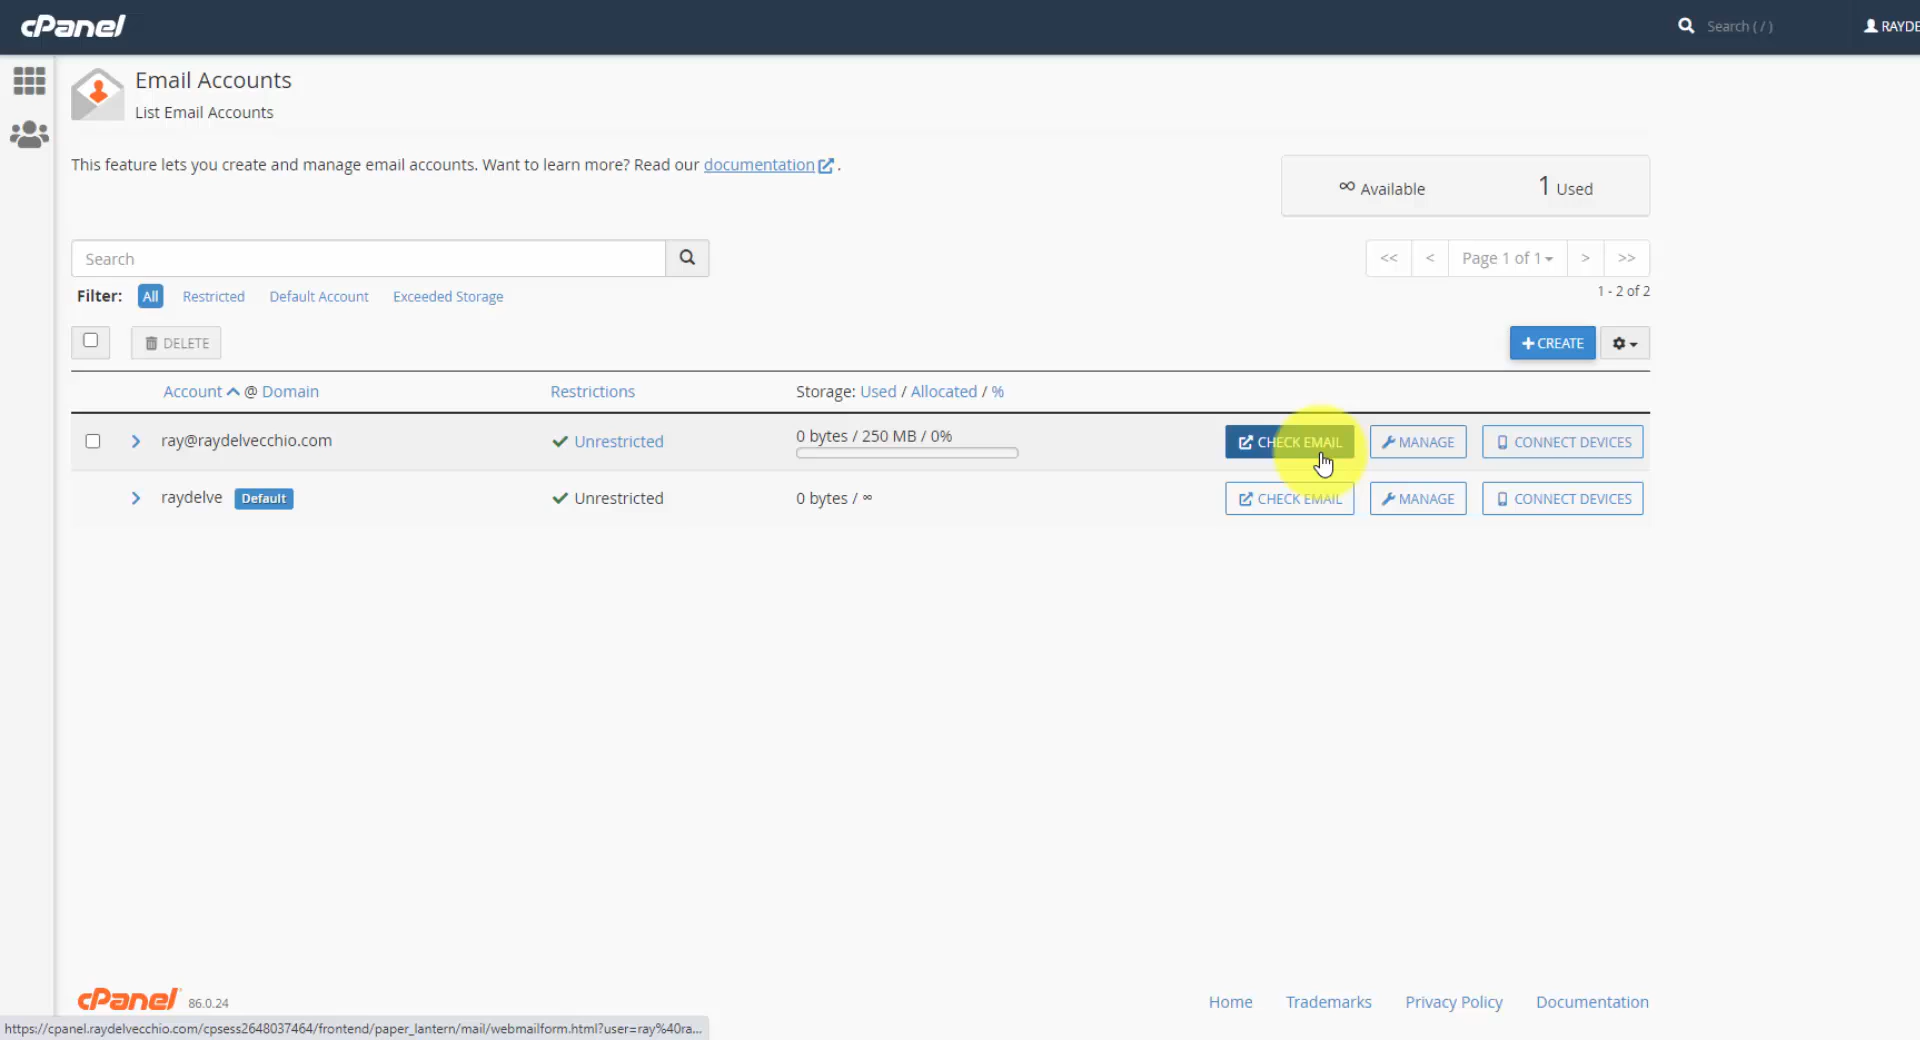 cPanel
Search ( / )
RAYDE
Email Accounts
List Email Accounts
This feature lets you create and manage email accounts. Want to learn more? Read our documentation .
∞ Available 1 Used
Search
<< < Page 1 of 1 > >>
Filter: All Restricted Default Account Exceeded Storage
1 - 2 of 2
DELETE
+ CREATE
Account @ Domain Restrictions Storage: Used / Allocated / %
ray@raydelvecchio.com Unrestricted 0 bytes / 250 MB / 0% CHECK EMAIL MANAGE CONNECT DEVICES
raydelve Default Unrestricted 0 bytes / ∞ CHECK EMAIL MANAGE CONNECT DEVICES
cPanel 86.0.24
Home Trademarks Privacy Policy Documentation
https://cpanel.raydelvecchio.com/cpsess2648037464/frontend/paper_lantern/mail/webmailform.html?user=ray%40ra...